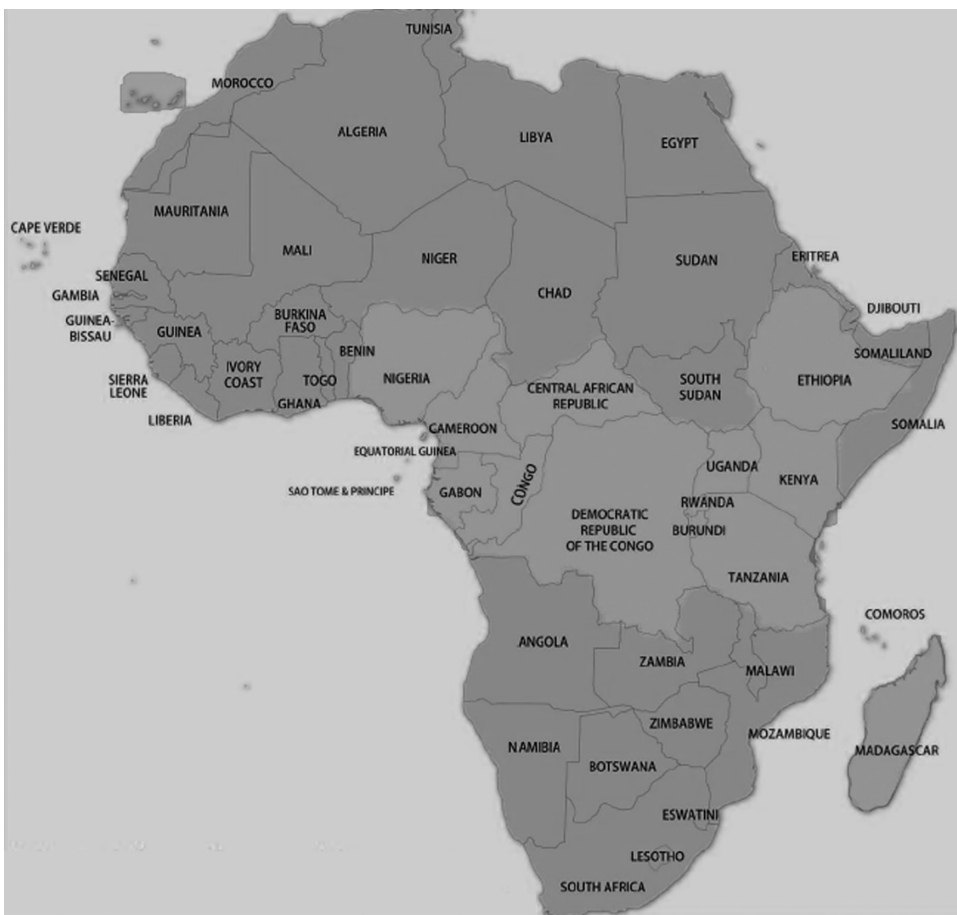 TUNISIA
MOROCCO
ALGERIA
LIBYA
EGYPT
MAURITANIA
CAPE VERDE
MALI
NIGER
SUDAN
ERITREA
SENEGAL
CHAD
GAMBIA
DJIBOUTI
GUINEA-
BISSAU
GUINEA
BURKINA
FASO
BENIN
SOMALILAND
IVORY
COAST
TOGO
NIGERIA
SIERRA
LEONE
CENTRAL AFRICAN
REPUBLIC
SOUTH
SUDAN
ETHIOPIA
GHANA
LIBERIA
CAMEROON
SOMALIA
EQUATORIAL GUINEA
UGANDA
KENYA
SAO TOME & PRINCIPE
GABON
CONGO
RWANDA
DEMOCRATIC
REPUBLIC
OF THE CONGO
BURUNDI
TANZANIA
COMOROS
ANGOLA
ZAMBIA
MALAWI
ZIMBABWE
MOZAMBIQUE
NAMIBIA
MADAGASCAR
BOTSWANA
ESWATINI
LESOTHO
SOUTH AFRICA